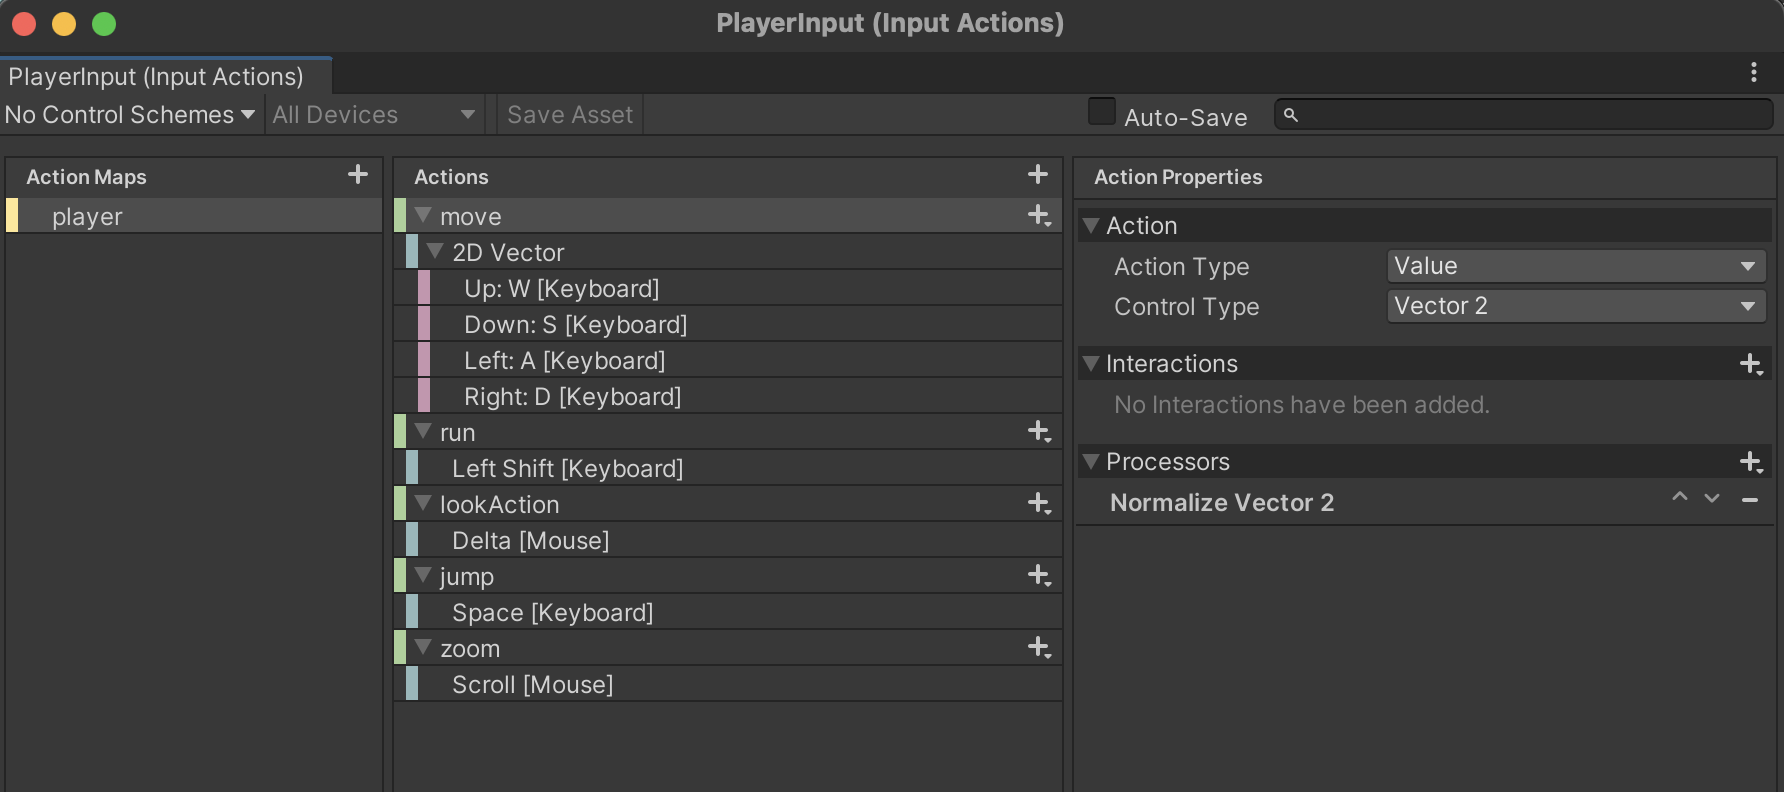 PlayerInput (Input Actions)
PlayerInput (Input Actions)
No Control Schemes All Devices Save Asset Auto-Save
Action Maps
player
Actions
move
2D Vector
Up: W [Keyboard]
Down: S [Keyboard]
Left: A [Keyboard]
Right: D [Keyboard]
run
Left Shift [Keyboard]
lookAction
Delta [Mouse]
jump
Space [Keyboard]
zoom
Scroll [Mouse]
Action Properties
Action
Action Type Value
Control Type Vector 2
Interactions
No Interactions have been added.
Processors
Normalize Vector 2